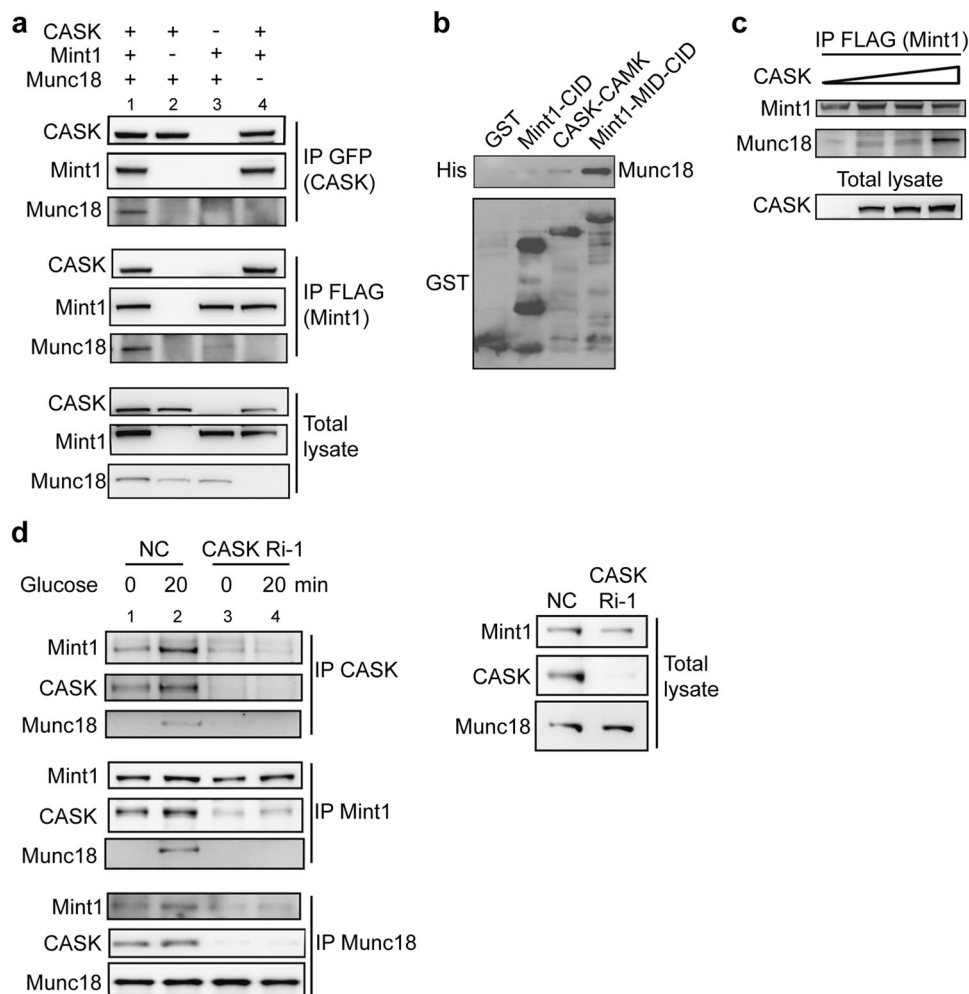 a
CASK + + - +
Mint1 + - + +
Munc18 + + + -
1 2 3 4
CASK
Mint1
Munc18
IP GFP
(CASK)
CASK
Mint1
Munc18
IP FLAG
(Mint1)
CASK
Mint1
Munc18
Total
lysate
b
GST
Mint1-CID
CASK-CAMK
Mint1-MID-CID
His
Munc18
GST
c
IP FLAG (Mint1)
CASK
Mint1
Munc18
Total lysate
CASK
d
NC CASK Ri-1
Glucose 0 20 0 20 min
1 2 3 4
Mint1
CASK
Munc18
IP CASK
Mint1
CASK
Munc18
IP Mint1
Mint1
CASK
Munc18
IP Munc18
CASK
NC Ri-1
Mint1
CASK
Munc18
Total
lysate